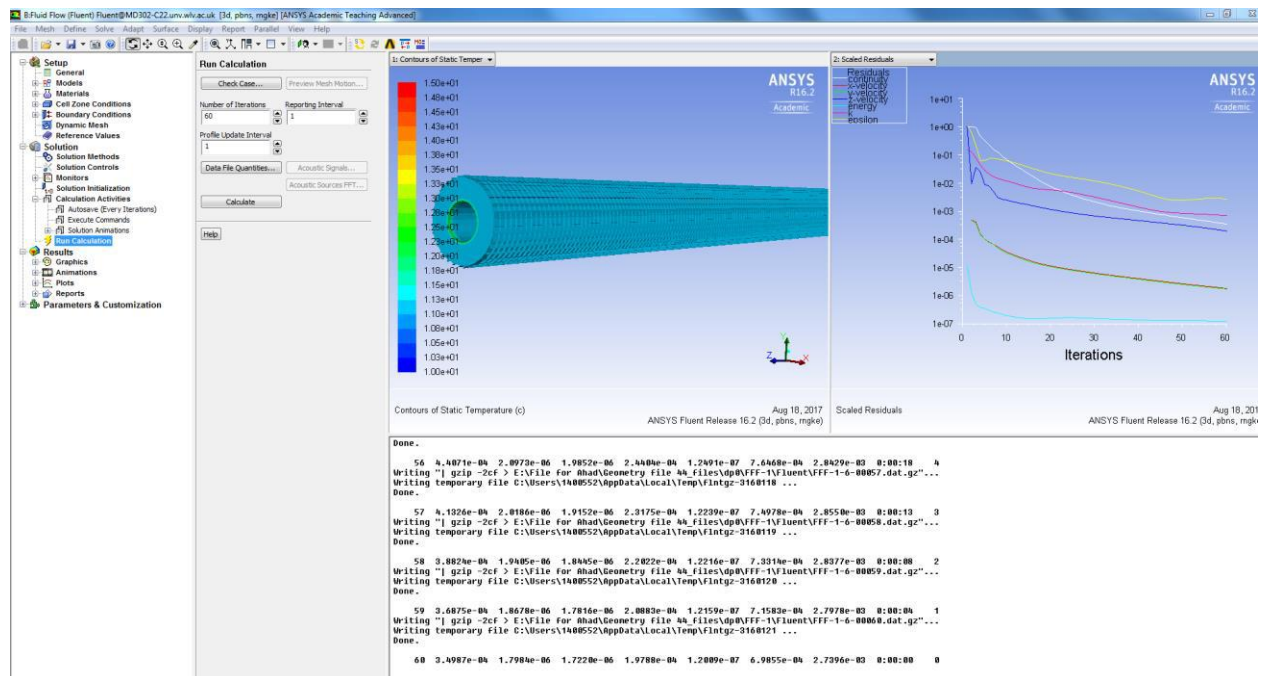 B:Fluid Flow (Fluent) Fluent@MD302-C22.unv.wlv.ac.uk [3d, pbns, rngke] [ANSYS Academic Teaching Advanced]
File Mesh Define Solve Adapt Surface Display Report Parallel View Help
Setup
General
Models
Materials
Cell Zone Conditions
Boundary Conditions
Dynamic Mesh
Reference Values
Solution
Solution Methods
Solution Controls
Monitors
Solution Initialization
Calculation Activities
Autosave (Every Iterations)
Execute Commands
Solution Animations
Run Calculation
Results
Graphics
Animations
Plots
Reports
Parameters & Customization
Run Calculation
Check Case...
Preview Mesh Motion...
Number of Iterations
Reporting Interval
60
1
Profile Update Interval
1
Data File Quantities...
Acoustic Signals...
Acoustic Sources FFT...
Calculate
Help
1: Contours of Static Temper
1.50e+01
1.48e+01
1.45e+01
1.43e+01
1.40e+01
1.38e+01
1.35e+01
1.33e+01
1.30e+01
1.28e+01
1.25e+01
1.23e+01
1.20e+01
1.18e+01
1.15e+01
1.13e+01
1.10e+01
1.08e+01
1.05e+01
1.03e+01
1.00e+01
ANSYS
R16.2
Academic
Y
Z
X
Contours of Static Temperature (c)
Aug 18, 2017
ANSYS Fluent Release 16.2 (3d, pbns, rngke)
2: Scaled Residuals
Residuals
continuity
x-velocity
y-velocity
z-velocity
energy
k
epsilon
ANSYS
R16.2
Academic
1e+01
1e+00
1e-01
1e-02
1e-03
1e-04
1e-05
1e-06
1e-07
0 10 20 30 40 50 60
Iterations
Scaled Residuals
Aug 18, 201
ANSYS Fluent Release 16.2 (3d, pbns, rngke
Done.
56 4.4071e-04 2.0973e-06 1.9852e-06 2.4404e-04 1.2491e-07 7.6468e-04 2.8429e-03 0:00:18 4
Writing "| gzip -2cf > E:\File for Ahad\Geometry file 44_files\dp0\FFF-1\Fluent\FFF-1-6-00057.dat.gz"...
Writing temporary file C:\Users\1400552\AppData\Local\Temp\flntgz-3160118 ...
Done.
57 4.1326e-04 2.0186e-06 1.9152e-06 2.3175e-04 1.2239e-07 7.4978e-04 2.8550e-03 0:00:13 3
Writing "| gzip -2cf > E:\File for Ahad\Geometry file 44_files\dp0\FFF-1\Fluent\FFF-1-6-00058.dat.gz"...
Writing temporary file C:\Users\1400552\AppData\Local\Temp\flntgz-3160119 ...
Done.
58 3.8824e-04 1.9405e-06 1.8445e-06 2.2022e-04 1.2216e-07 7.3314e-04 2.8377e-03 0:00:08 2
Writing "| gzip -2cf > E:\File for Ahad\Geometry file 44_files\dp0\FFF-1\Fluent\FFF-1-6-00059.dat.gz"...
Writing temporary file C:\Users\1400552\AppData\Local\Temp\flntgz-3160120 ...
Done.
59 3.6875e-04 1.8678e-06 1.7816e-06 2.0883e-04 1.2159e-07 7.1583e-04 2.7978e-03 0:00:04 1
Writing "| gzip -2cf > E:\File for Ahad\Geometry file 44_files\dp0\FFF-1\Fluent\FFF-1-6-00060.dat.gz"...
Writing temporary file C:\Users\1400552\AppData\Local\Temp\flntgz-3160121 ...
Done.
60 3.4987e-04 1.7984e-06 1.7220e-06 1.9788e-04 1.2009e-07 6.9855e-04 2.7396e-03 0:00:00 0